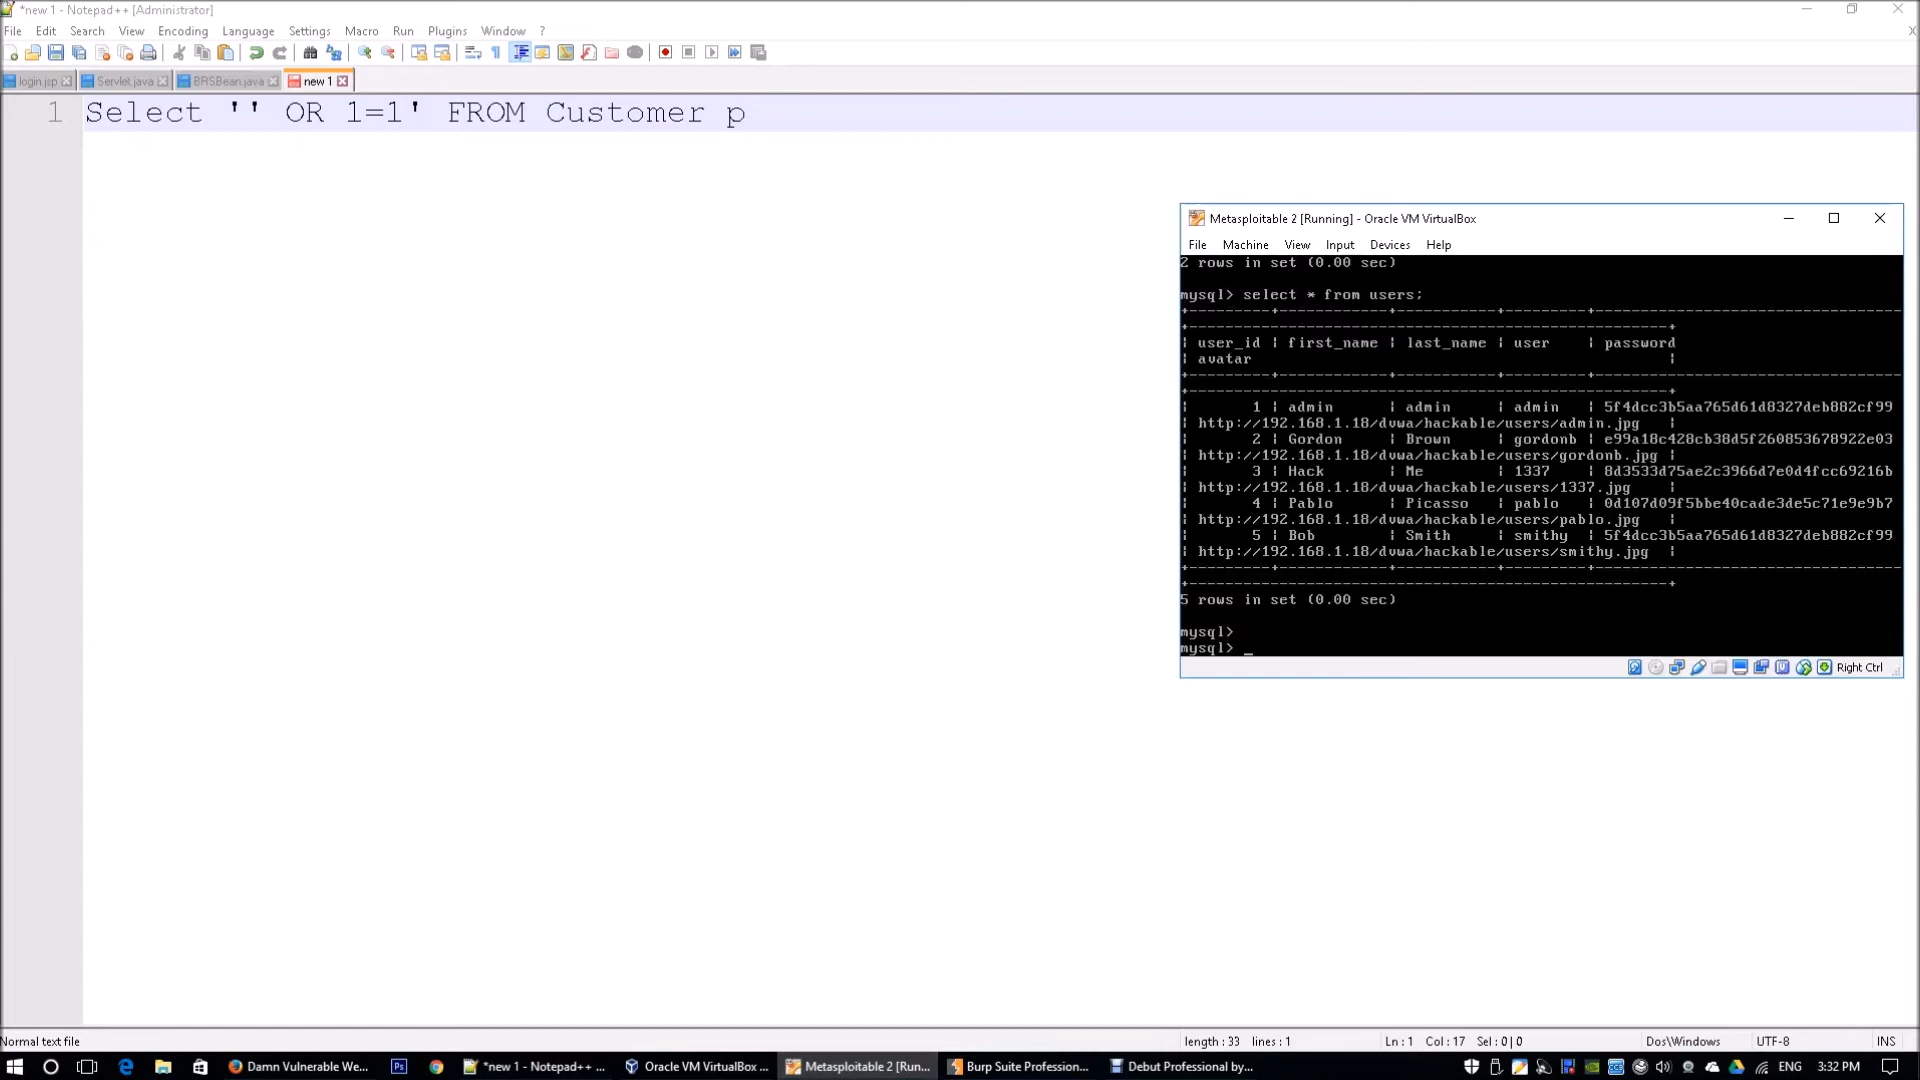 *new 1 - Notepad++ [Administrator]
File Edit Search View Encoding Language Settings Macro Run Plugins Window ?
login.jsp Servlet.java BRSBean.java new 1
1 Select '' OR 1=1' FROM Customer p
Metasploitable 2 [Running] - Oracle VM VirtualBox
File Machine View Input Devices Help
2 rows in set (0.00 sec)
mysql> select * from users;
+---------+------------+-----------+---------+----------------------------------
+-----------------------------------------------------+
| user_id | first_name | last_name | user | password
| avatar |
+---------+------------+-----------+---------+----------------------------------
+-----------------------------------------------------+
| 1 | admin | admin | admin | 5f4dcc3b5aa765d61d8327deb882cf99
| http://192.168.1.18/dvwa/hackable/users/admin.jpg |
| 2 | Gordon | Brown | gordonb | e99a18c428cb38d5f260853678922e03
| http://192.168.1.18/dvwa/hackable/users/gordonb.jpg |
| 3 | Hack | Me | 1337 | 8d3533d75ae2c3966d7e0d4fcc69216b
| http://192.168.1.18/dvwa/hackable/users/1337.jpg |
| 4 | Pablo | Picasso | pablo | 0d107d09f5bbe40cade3de5c71e9e9b7
| http://192.168.1.18/dvwa/hackable/users/pablo.jpg |
| 5 | Bob | Smith | smithy | 5f4dcc3b5aa765d61d8327deb882cf99
| http://192.168.1.18/dvwa/hackable/users/smithy.jpg |
+---------+------------+-----------+---------+----------------------------------
+-----------------------------------------------------+
5 rows in set (0.00 sec)
mysql>
mysql> _
Right Ctrl
Normal text file length : 33 lines : 1 Ln : 1 Col : 17 Sel : 0 | 0 Dos\Windows UTF-8 INS
Damn Vulnerable We... Ps *new 1 - Notepad++ ... Oracle VM VirtualBox ... Metasploitable 2 [Run... Burp Suite Profession... Debut Professional by... ENG 3:32 PM